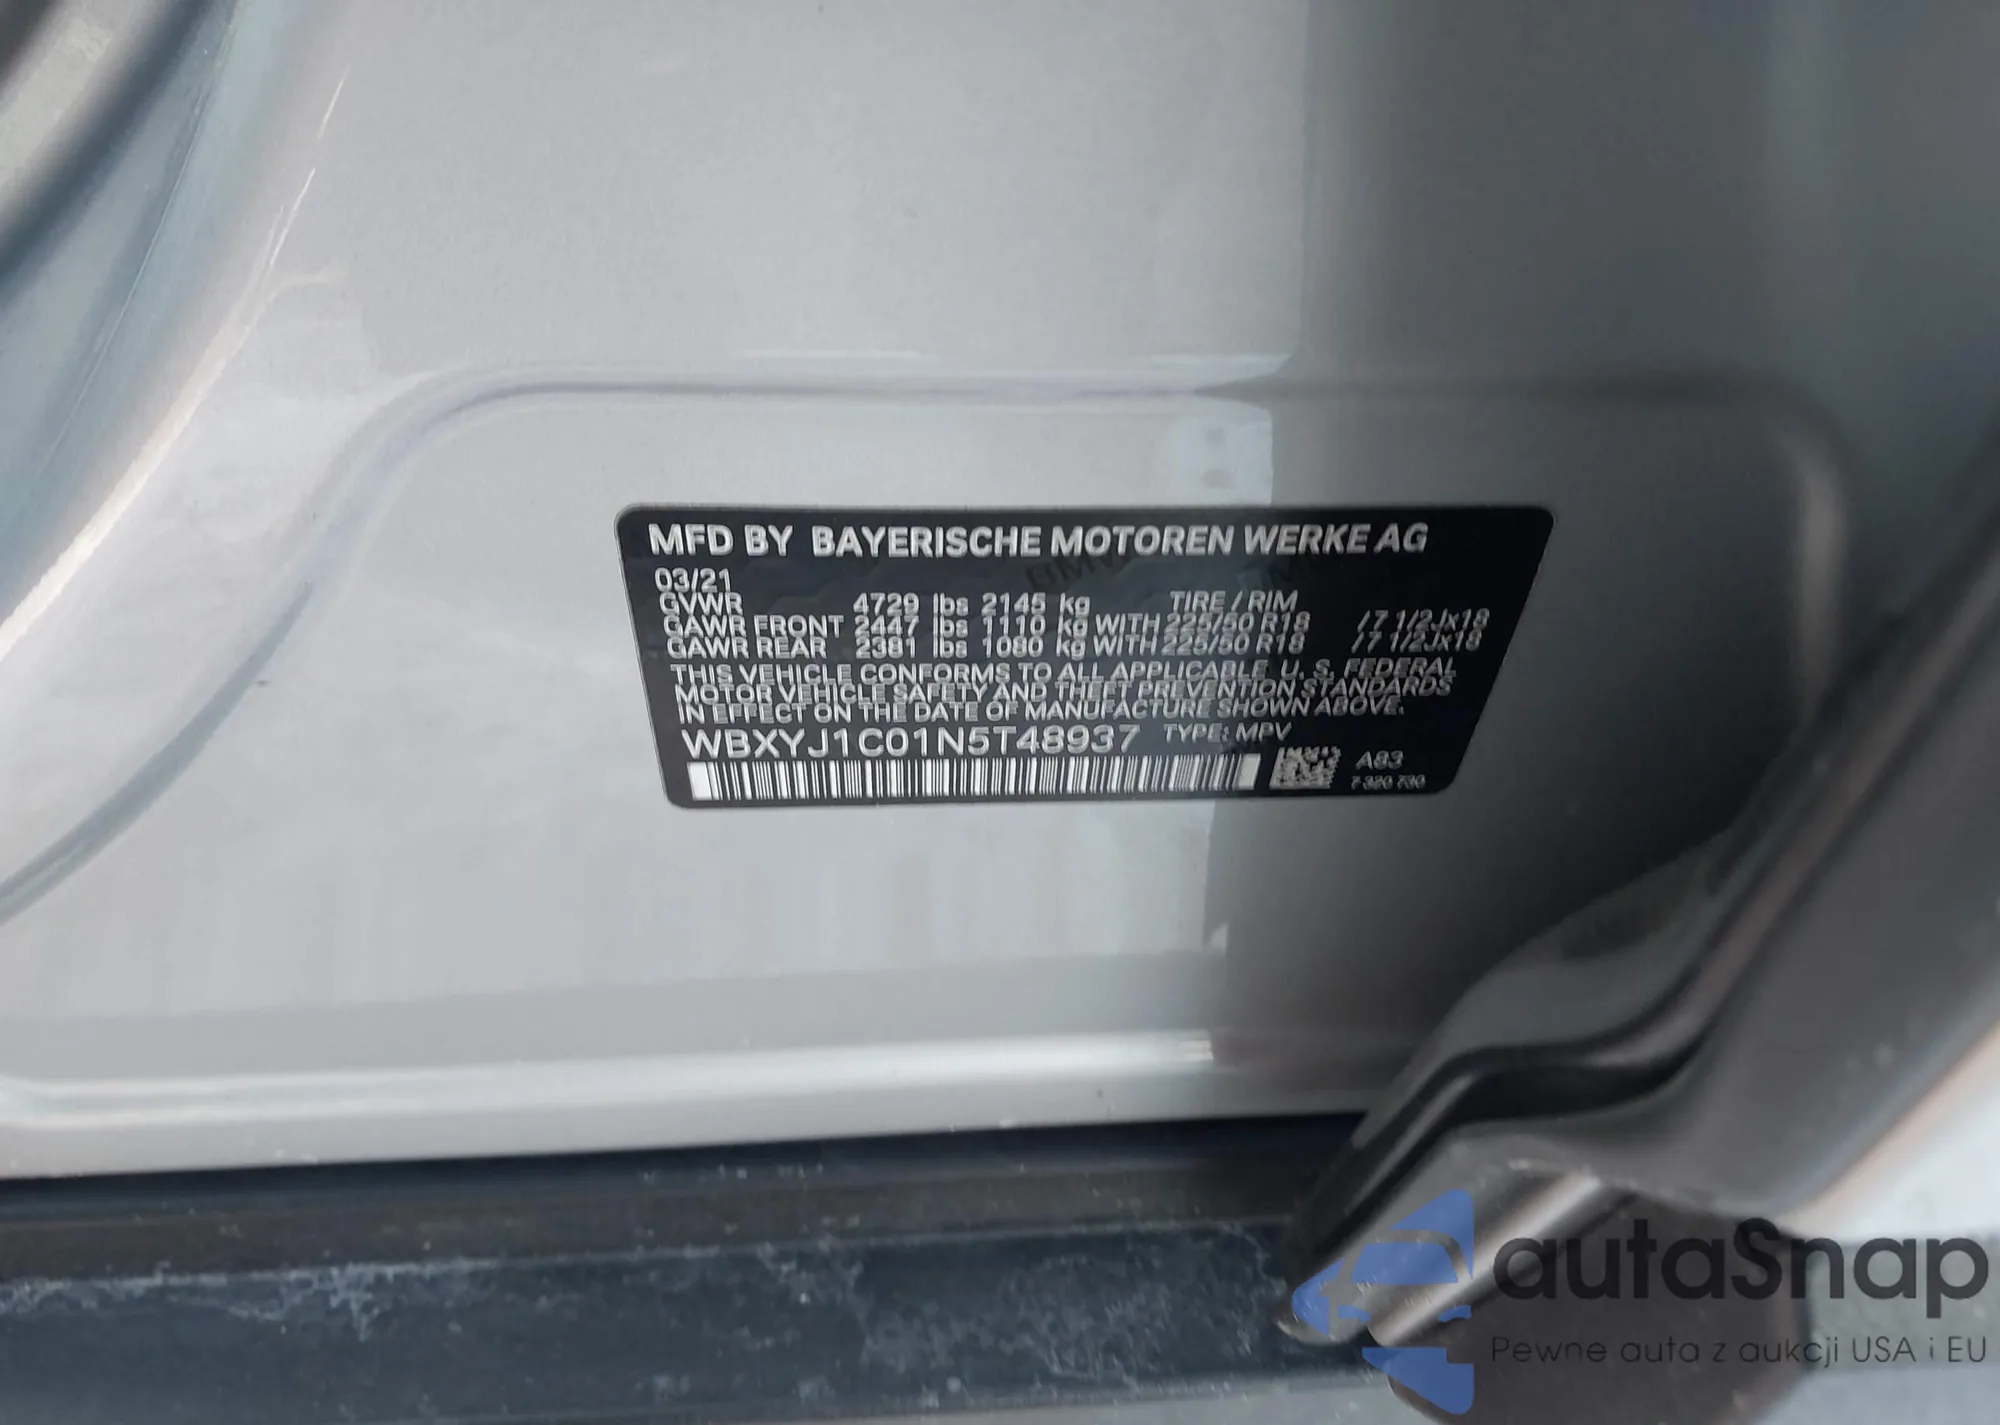 MFD BY BAYERISCHE MOTOREN WERKE AG
03/21
GVWR 4729 lbs 2145 kg TIRE / RIM
GAWR FRONT 2447 lbs 1110 kg WITH 225/50 R18 / 7 1/2Jx18
GAWR REAR 2381 lbs 1080 kg WITH 225/50 R18 / 7 1/2Jx18
THIS VEHICLE CONFORMS TO ALL APPLICABLE U. S. FEDERAL
MOTOR VEHICLE SAFETY AND THEFT PREVENTION STANDARDS
IN EFFECT ON THE DATE OF MANUFACTURE SHOWN ABOVE.
WBXYJ1C01N5T48937 TYPE: MPV
A83
7 320 730
autaSnap
Pewne auta z aukcji USA i EU